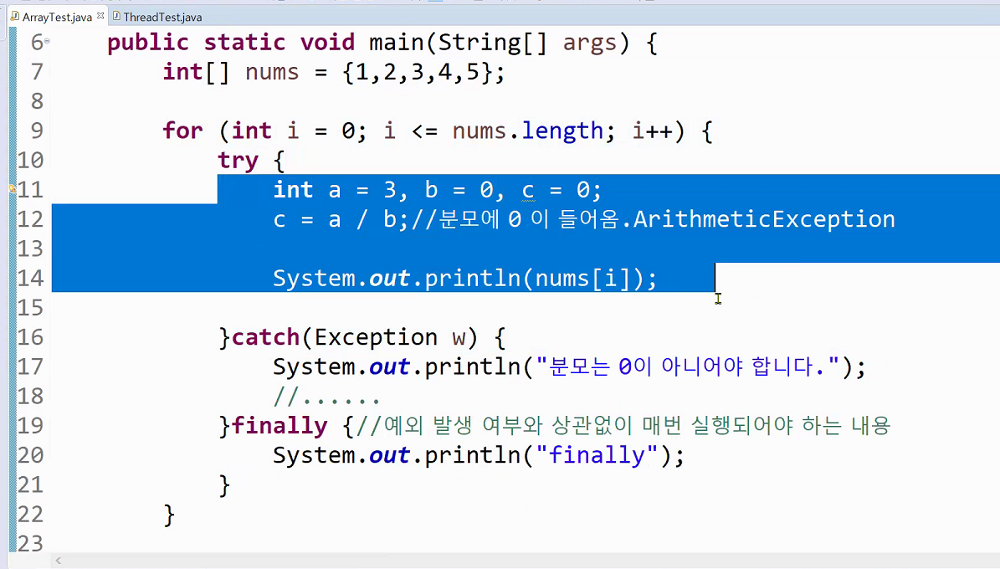 ArrayTest.java ThreadTest.java
6 public static void main(String[] args) {
7 int[] nums = {1,2,3,4,5};
8
9 for (int i = 0; i <= nums.length; i++) {
10 try {
11 int a = 3, b = 0, c = 0;
12 c = a / b;//분모에 0 이 들어옴.ArithmeticException
13
14 System.out.println(nums[i]);
15
16 }catch(Exception w) {
17 System.out.println("분모는 0이 아니어야 합니다.");
18 //......
19 }finally {//예외 발생 여부와 상관없이 매번 실행되어야 하는 내용
20 System.out.println("finally");
21 }
22 }
23